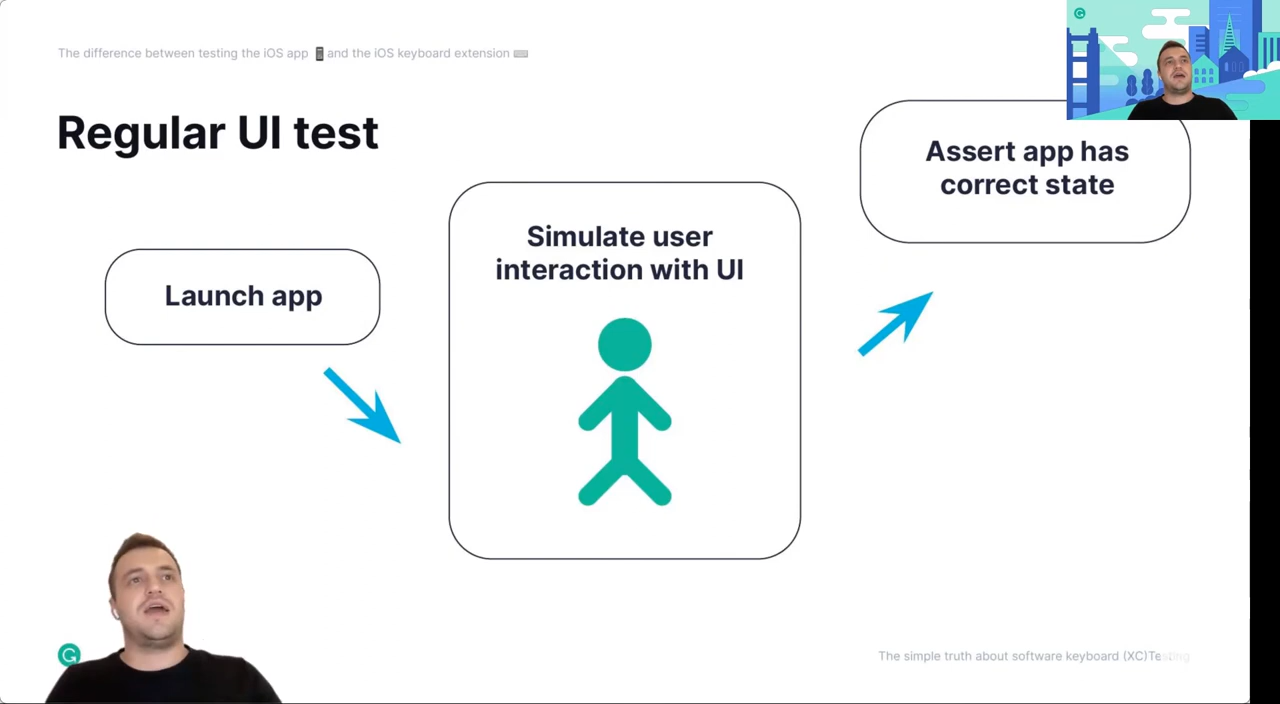 The difference between testing the iOS app 📱 and the iOS keyboard extension ⌨️
Regular UI test
Launch app
Simulate user
interaction with UI
Assert app has
correct state
The simple truth about software keyboard (XC)Testing